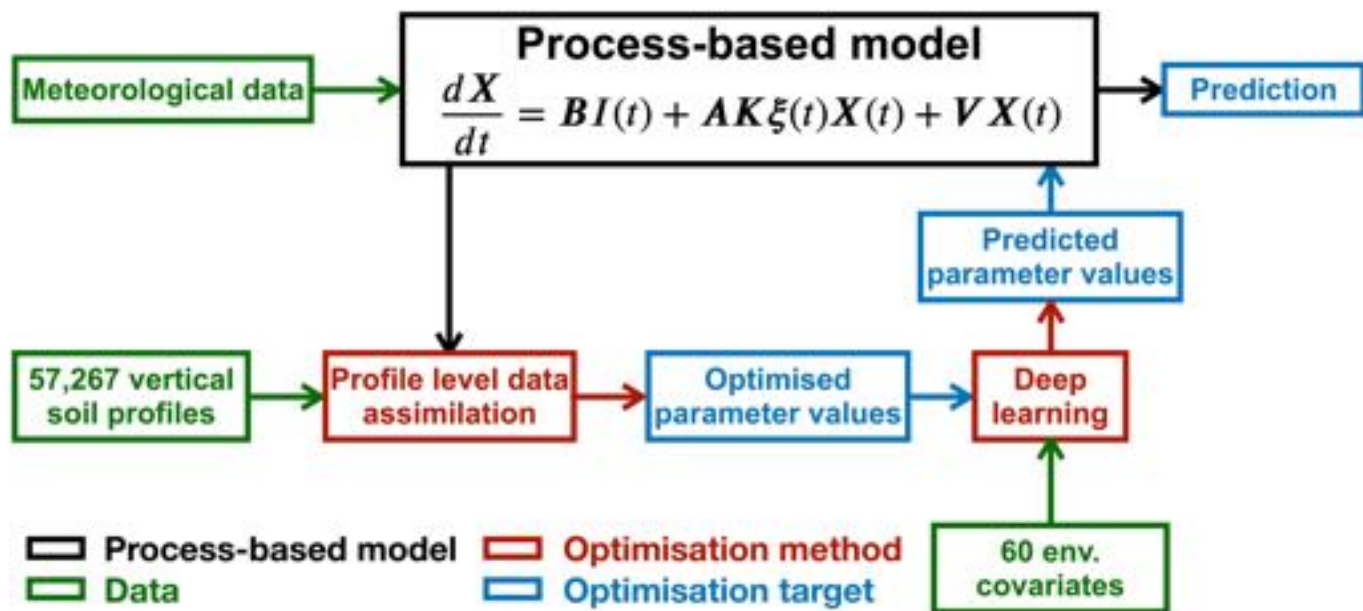 Process-based model
Meteorological data
dX/dt = BI(t) + AKξ(t)X(t) + VX(t)
Prediction
Predicted
parameter values
57,267 vertical
soil profiles
Profile level data
assimilation
Optimised
parameter values
Deep
learning
Process-based model
Optimisation method
Data
Optimisation target
60 env.
covariates